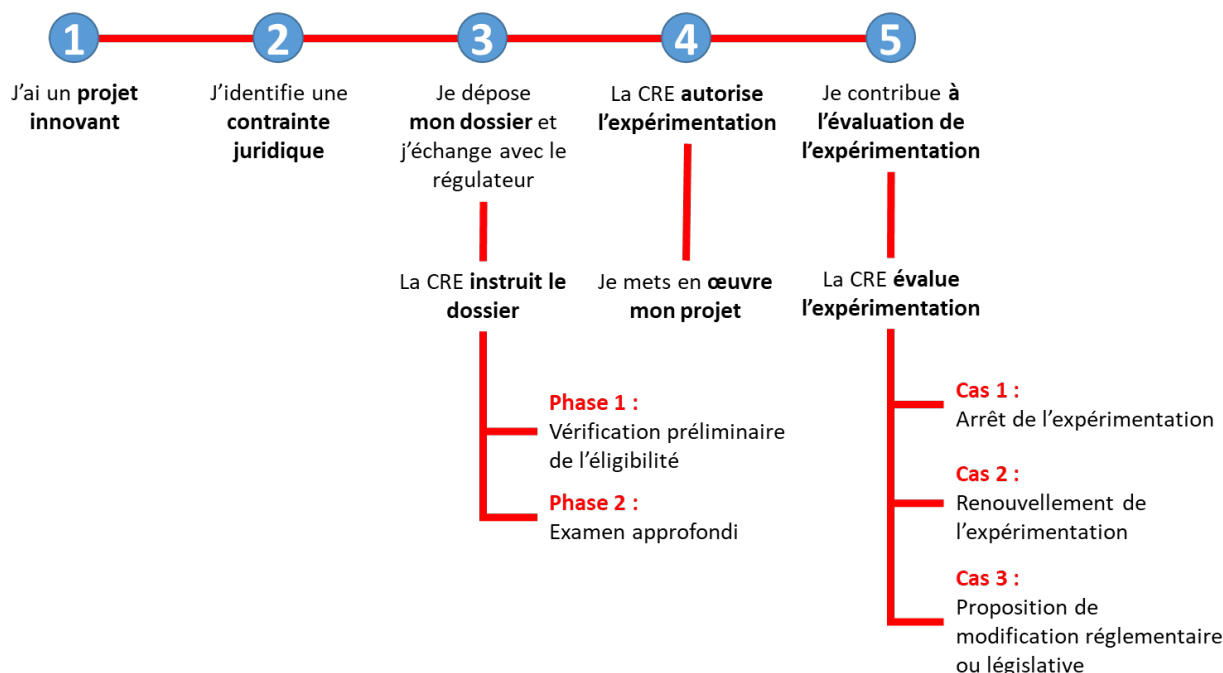 1
J’ai un projet
innovant
2
J’identifie une
contrainte
juridique
3
Je dépose
mon dossier et
j’échange avec le
régulateur
La CRE instruit le
dossier
Phase 1 :
Vérification préliminaire
de l’éligibilité
Phase 2 :
Examen approfondi
4
La CRE autorise
l’expérimentation
Je mets en œuvre
mon projet
5
Je contribue à
l’évaluation de
l’expérimentation
La CRE évalue
l’expérimentation
Cas 1 :
Arrêt de l’expérimentation
Cas 2 :
Renouvellement de
l’expérimentation
Cas 3 :
Proposition de
modification réglementaire
ou législative